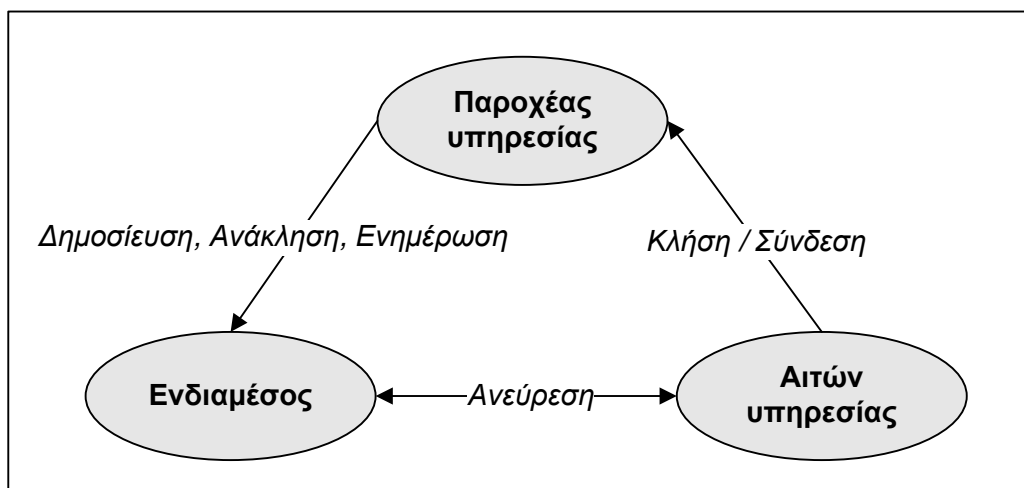 Παροχέας
υπηρεσίας
Δημοσίευση, Ανάκληση, Ενημέρωση
Κλήση / Σύνδεση
Ενδιαμέσος
Ανεύρεση
Αιτών
υπηρεσίας